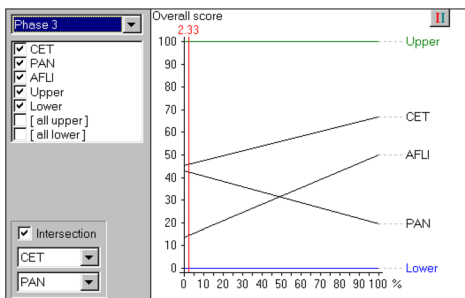 Phase 3
CET
PAN
AFLI
Upper
Lower
[ all upper ]
[ all lower ]
Intersection
CET
PAN
Overall score
2.33
100
90
80
70
60
50
40
30
20
10
0
0 10 20 30 40 50 60 70 80 90 100 %
Upper
CET
AFLI
PAN
Lower
II